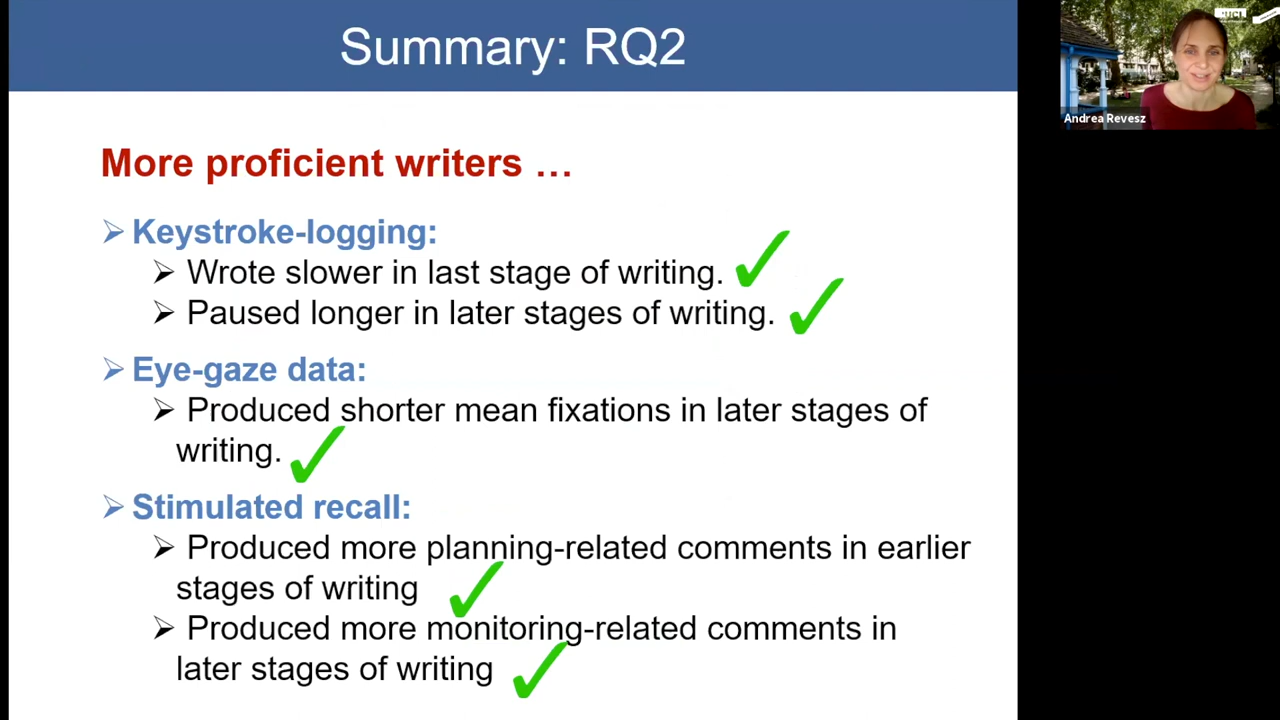 Summary: RQ2
More proficient writers …
Keystroke-logging:
Wrote slower in last stage of writing.
Paused longer in later stages of writing.
Eye-gaze data:
Produced shorter mean fixations in later stages of
writing.
Stimulated recall:
Produced more planning-related comments in earlier
stages of writing
Produced more monitoring-related comments in
later stages of writing
Andrea Revesz